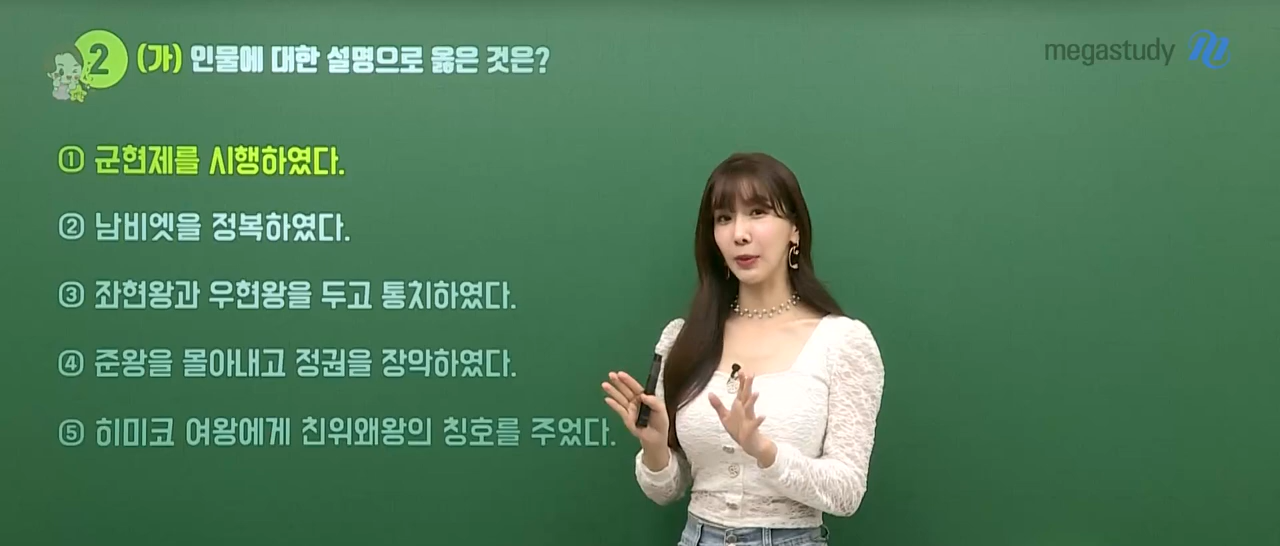 2 (가) 인물에 대한 설명으로 옳은 것은?
megastudy
① 군현제를 시행하였다.
② 남비엣을 정복하였다.
③ 좌현왕과 우현왕을 두고 통치하였다.
④ 준왕을 몰아내고 정권을 장악하였다.
⑤ 히미코 여왕에게 친위왜왕의 칭호를 주었다.